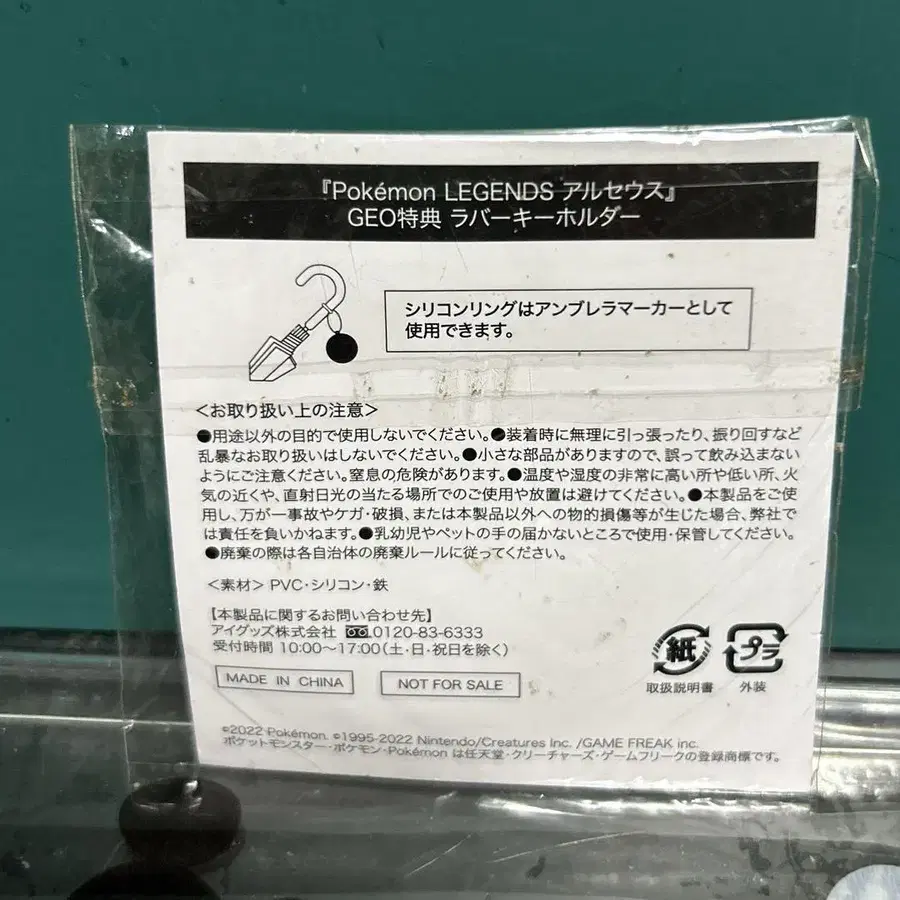 『Pokémon LEGENDS アルセウス』
GEO特典 ラバーキーホルダー
シリコンリングはアンブレラマーカーとして
使用できます。
＜お取り扱い上の注意＞
●用途以外の目的で使用しないでください。●装着時に無理に引っ張ったり、振り回すなど
乱暴なお取り扱いはしないでください。●小さな部品がありますので、誤って飲み込まない
ようにご注意ください。窒息の危険があります。●温度や湿度の非常に高い所や低い所、火
気の近くや、直射日光の当たる場所でのご使用や放置は避けてください。●本製品をご使
用し、万が一事故やケガ・破損、または本製品以外への物的損傷等が生じた場合、弊社で
は責任を負いかねます。●乳幼児やペットの手の届かないところで使用・保管してください。
●廃棄の際は各自治体の廃棄ルールに従ってください。
＜素材＞ PVC・シリコン・鉄
【本製品に関するお問い合わせ先】
アイグッズ株式会社 0120-83-6333
受付時間 10:00〜17:00（土・日・祝日を除く）
MADE IN CHINA
NOT FOR SALE
紙
プラ
取扱説明書
外装
©2022 Pokémon. ©1995-2022 Nintendo/Creatures Inc. /GAME FREAK inc.
ポケットモンスター・ポケモン・Pokémon は任天堂・クリーチャーズ・ゲームフリークの登録商標です。